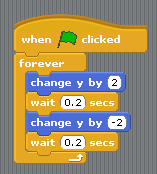 when clicked
forever
change y by 2
wait 0.2 secs
change y by -2
wait 0.2 secs